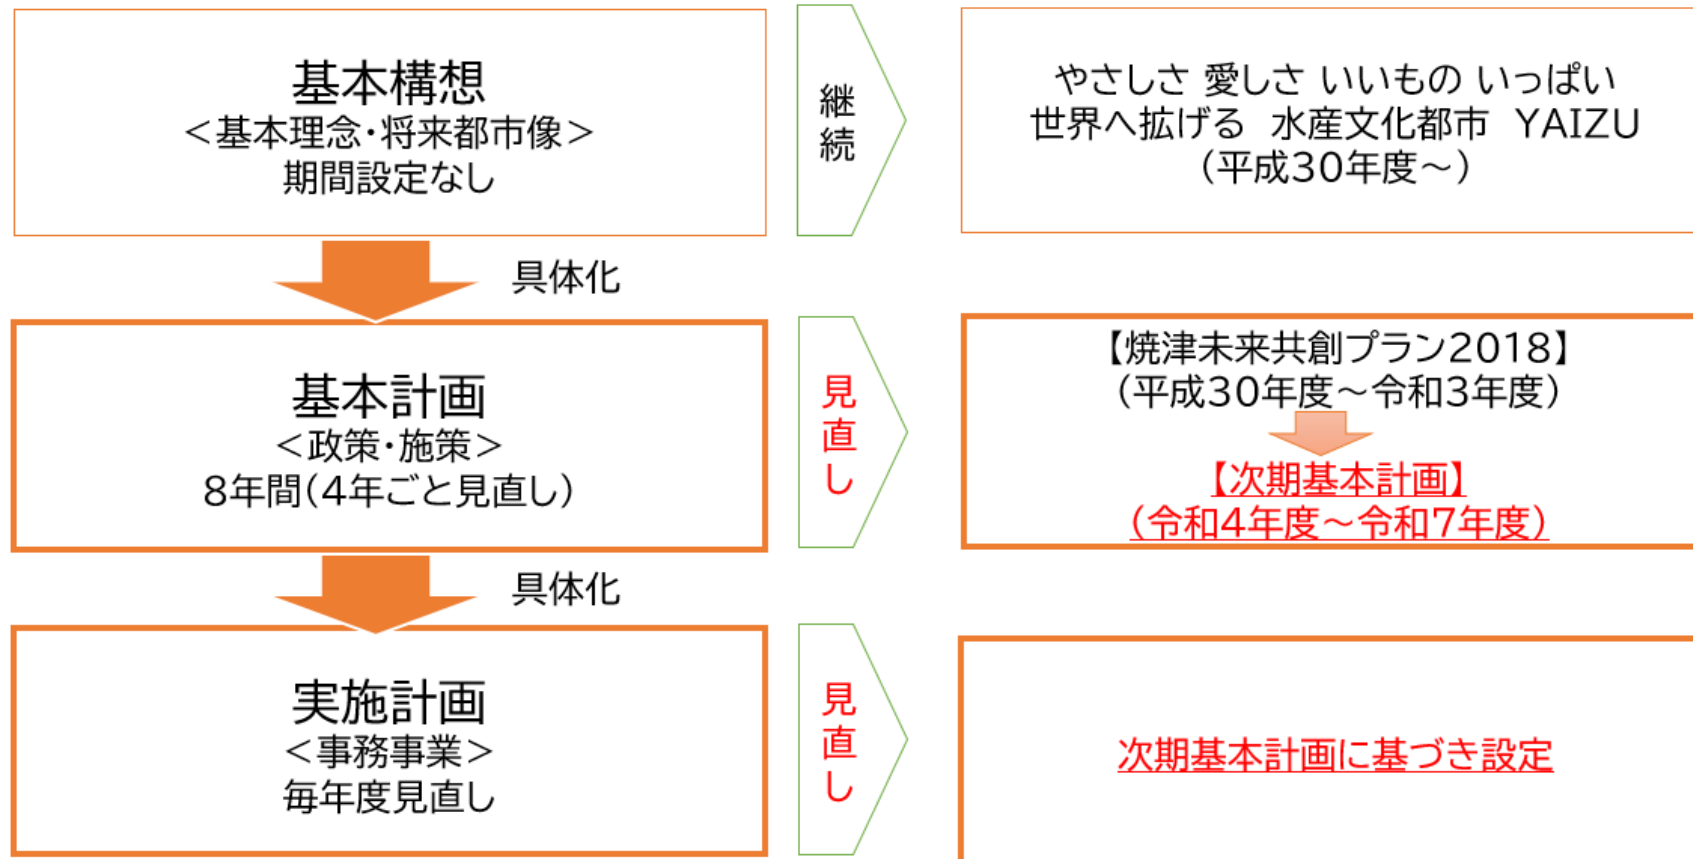 基本構想
<基本理念・将来都市像>
期間設定なし
継続
やさしさ 愛しさ いいもの いっぱい
世界へ拡げる 水産文化都市 YAIZU
(平成30年度~)
具体化
基本計画
<政策・施策>
8年間(4年ごと見直し)
見直し
【焼津未来共創プラン2018】
(平成30年度~令和3年度)
【次期基本計画】
(令和4年度~令和7年度)
具体化
実施計画
<事務事業>
毎年度見直し
見直し
次期基本計画に基づき設定